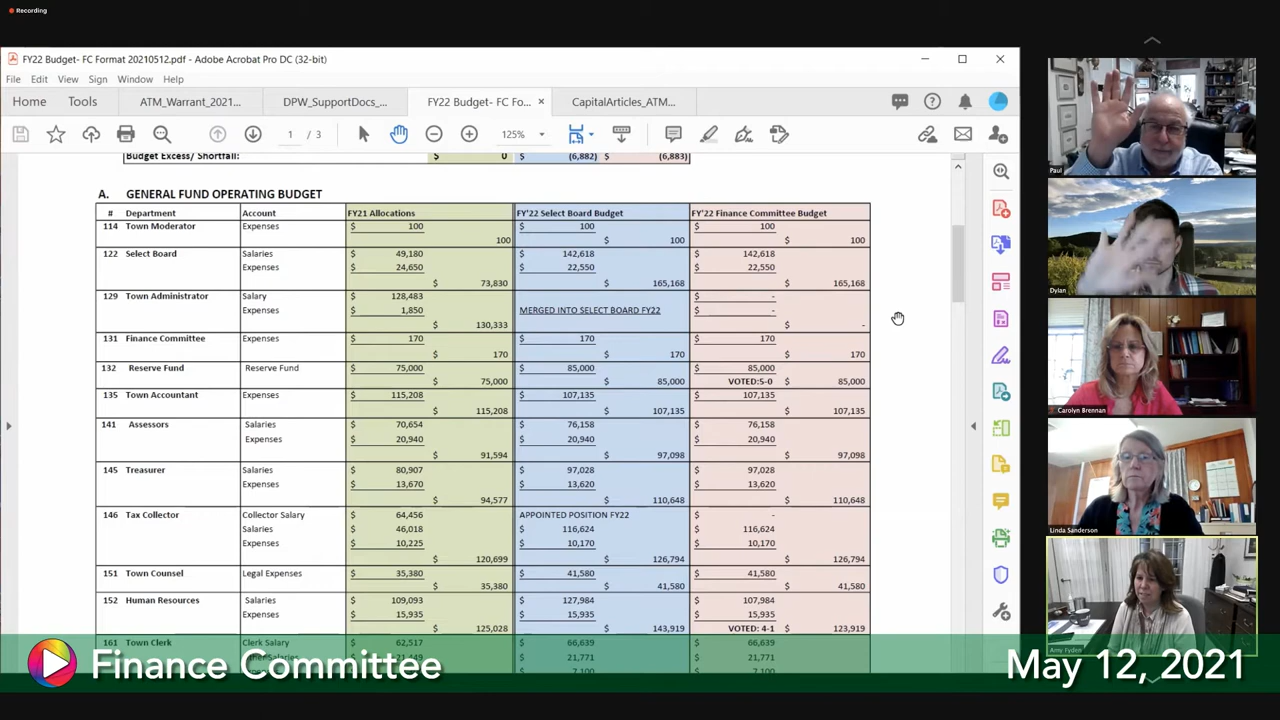 Recording
FY22 Budget- FC Format 20210512.pdf - Adobe Acrobat Pro DC (32-bit)
File Edit View Sign Window Help
Home Tools ATM_Warrant_2021... DPW_SupportDocs_... FY22 Budget- FC Fo... × CapitalArticles_ATM...
1 / 3 125%
Budget Excess/ Shortfall: $ 0 $ (6,882) $ (6,883)
A. GENERAL FUND OPERATING BUDGET
# Department Account FY21 Allocations FY'22 Select Board Budget FY'22 Finance Committee Budget
114 Town Moderator Expenses $ 100 $ 100 $ 100
100 $ 100 $ 100
122 Select Board Salaries $ 49,180 $ 142,618 $ 142,618
Expenses $ 24,650 $ 22,550 $ 22,550
$ 73,830 $ 165,168 $ 165,168
129 Town Administrator Salary $ 128,483 $ -
Expenses $ 1,850 MERGED INTO SELECT BOARD FY22 $ -
$ 130,333 $ -
131 Finance Committee Expenses $ 170 $ 170 $ 170
$ 170 $ 170 $ 170
132 Reserve Fund Reserve Fund $ 75,000 $ 85,000 $ 85,000
$ 75,000 $ 85,000 VOTED:5-0 $ 85,000
135 Town Accountant Expenses $ 115,208 $ 107,135 $ 107,135
$ 115,208 $ 107,135 $ 107,135
141 Assessors Salaries $ 70,654 $ 76,158 $ 76,158
Expenses $ 20,940 $ 20,940 $ 20,940
$ 91,594 $ 97,098 $ 97,098
145 Treasurer Salaries $ 80,907 $ 97,028 $ 97,028
Expenses $ 13,670 $ 13,620 $ 13,620
$ 94,577 $ 110,648 $ 110,648
146 Tax Collector Collector Salary $ 64,456 APPOINTED POSITION FY22 $ -
Salaries $ 46,018 $ 116,624 $ 116,624
Expenses $ 10,225 $ 10,170 $ 10,170
$ 120,699 $ 126,794 $ 126,794
151 Town Counsel Legal Expenses $ 35,380 $ 41,580 $ 41,580
$ 35,380 $ 41,580 $ 41,580
152 Human Resources Salaries $ 109,093 $ 127,984 $ 107,984
Expenses $ 15,935 $ 15,935 $ 15,935
$ 125,028 $ 143,919 VOTED: 4-1 $ 123,919
161 Town Clerk Clerk Salary $ 62,517 $ 66,639 $ 66,639
$ 21,771 $ 21,771
Paul
Dylan
Carolyn Brennan
Linda Sanderson
Amy Fyden
Finance Committee
May 12, 2021